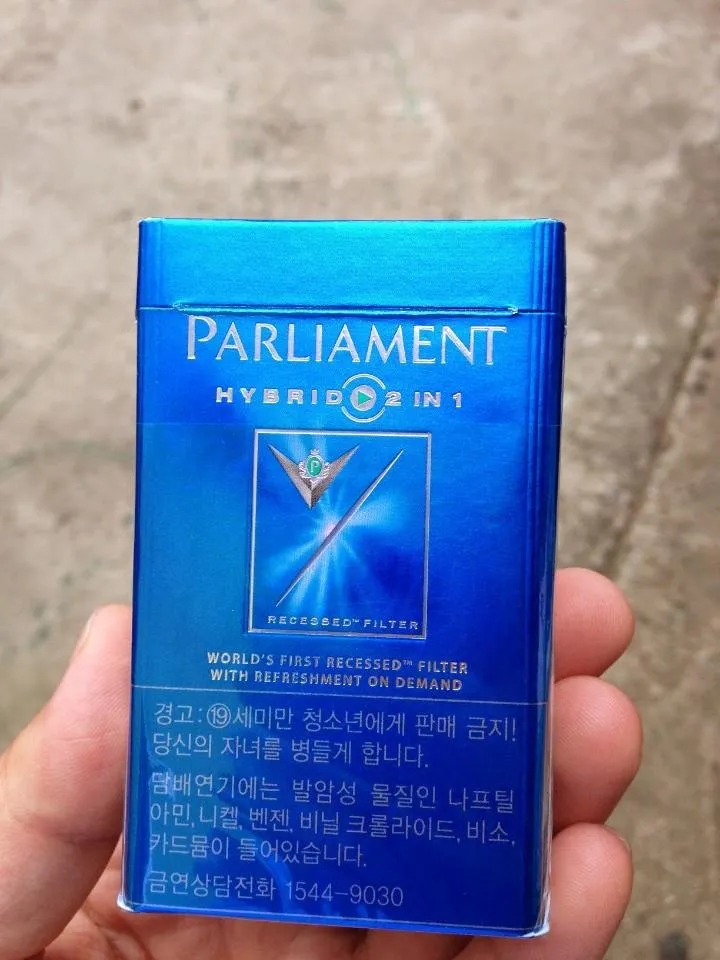 PARLIAMENT
HYBRID 2 IN 1
P
RECESSED™ FILTER
WORLD'S FIRST RECESSED™ FILTER
WITH REFRESHMENT ON DEMAND
경고: ⑲세미만 청소년에게 판매 금지!
당신의 자녀를 병들게 합니다.
담배연기에는 발암성 물질인 나프틸
아민, 니켈, 벤젠, 비닐 크롤라이드, 비소,
카드뮴이 들어있습니다.
금연상담전화 1544-9030